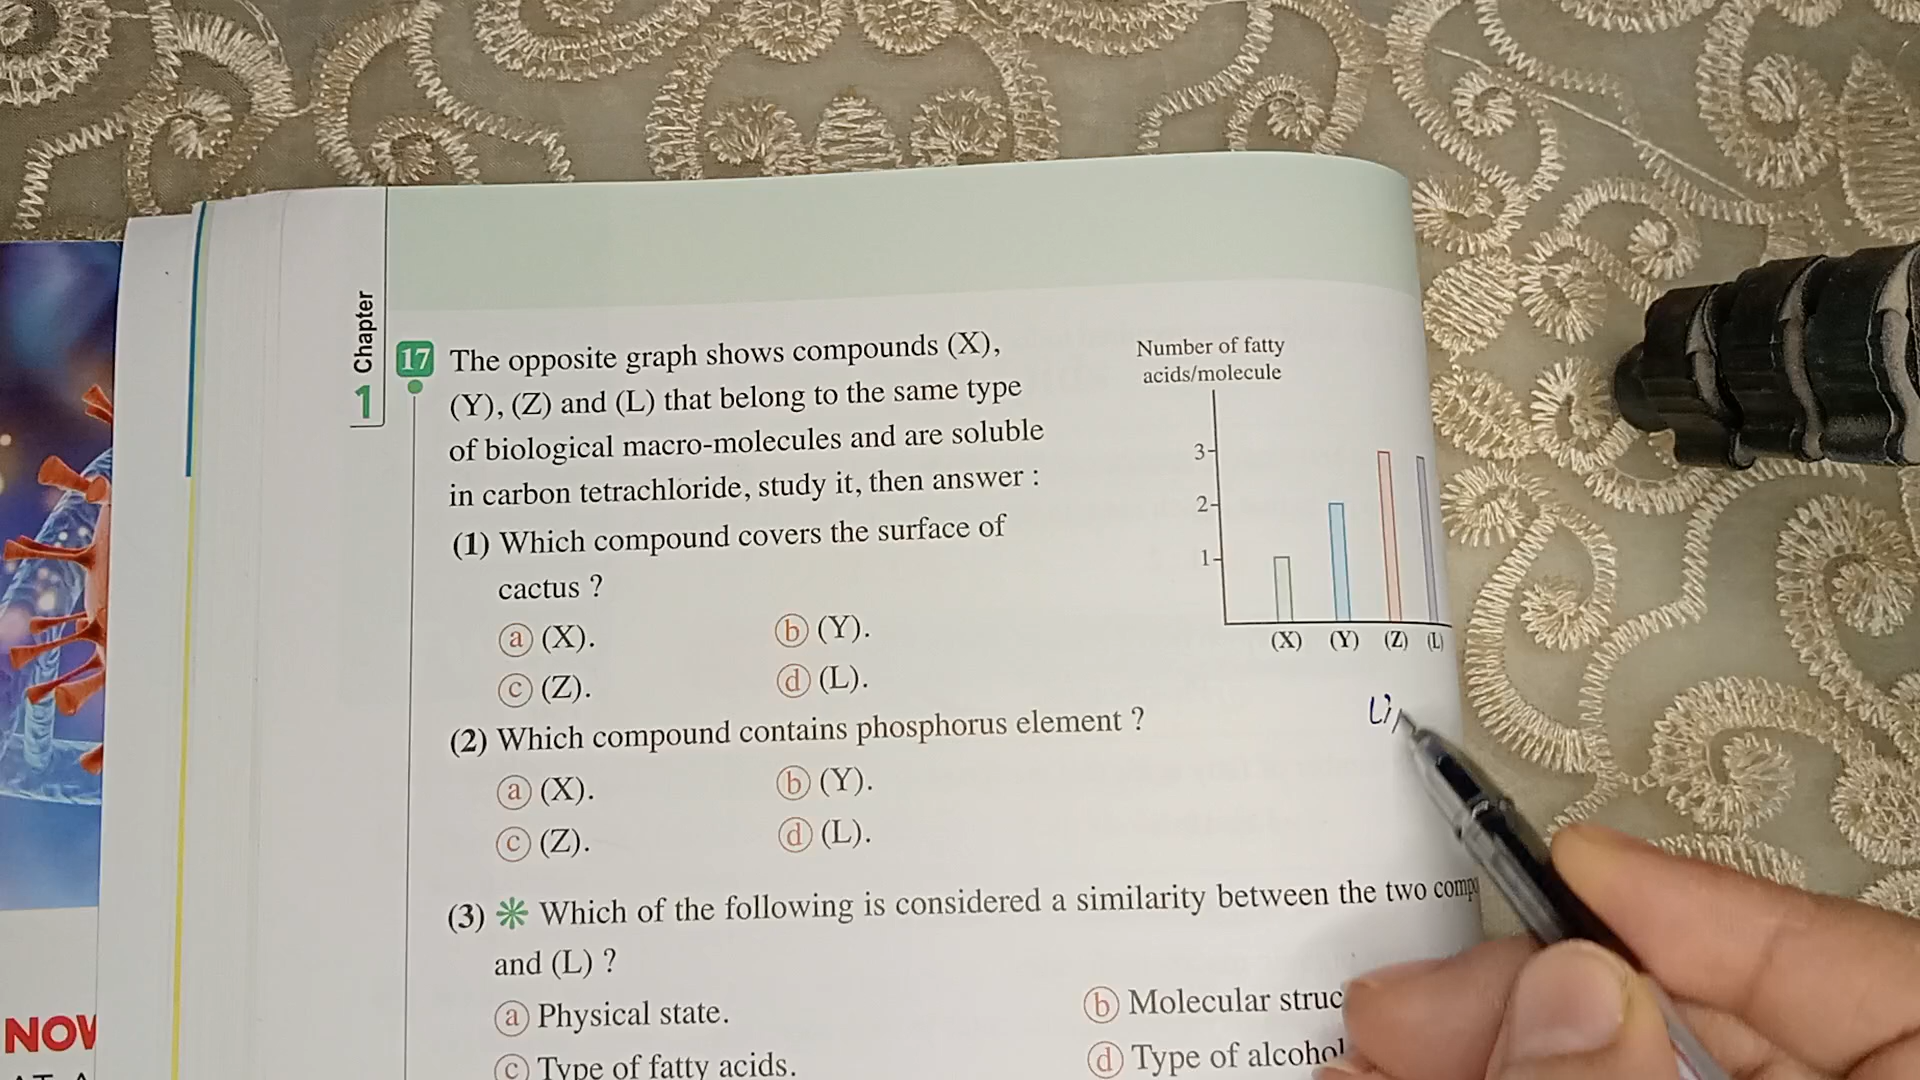 1 Chapter
17 The opposite graph shows compounds (X),
(Y), (Z) and (L) that belong to the same type
of biological macro-molecules and are soluble
in carbon tetrachloride, study it, then answer :
(1) Which compound covers the surface of
cactus ?
a (X). b (Y).
c (Z). d (L).
(2) Which compound contains phosphorus element ?
a (X). b (Y).
c (Z). d (L).
(3) Which of the following is considered a similarity between the two
and (L) ?
a Physical state. b Molecular
c Type of fatty acids. d Type of
Number of fatty
acids/molecule
3
2
1
(X) (Y) (Z) (L)